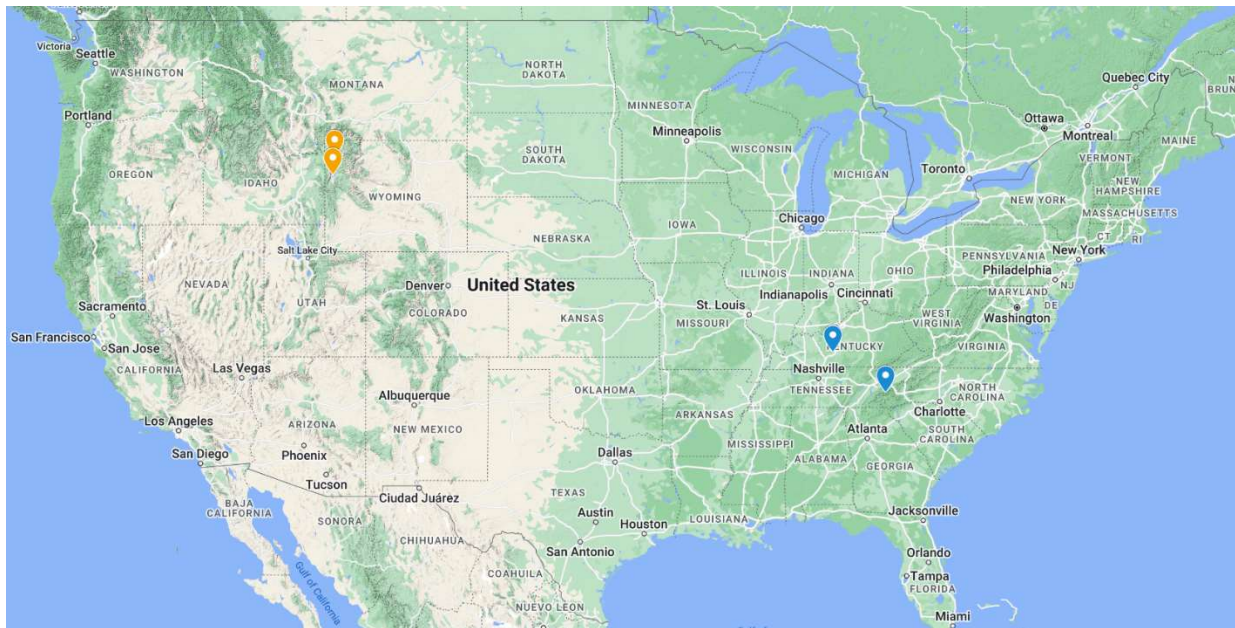 Victoria
Seattle
WASHINGTON
MONTANA
NORTH
DAKOTA
MINNESOTA
Quebec City
Portland
Minneapolis
Ottawa
Montreal
MAINE
SOUTH
DAKOTA
WISCONSIN
VERMONT
OREGON
IDAHO
WYOMING
MICHIGAN
Toronto
NEW
HAMPSHIRE
NEW YORK
MASSACHUSETTS
IOWA
Chicago
CT
RI
Salt Lake City
NEBRASKA
PENNSYLVANIA
New York
NEVADA
UTAH
Denver
United States
ILLINOIS
INDIANA
OHIO
Philadelphia
NJ
Indianapolis
Cincinnati
MARYLAND
DE
Sacramento
COLORADO
KANSAS
St. Louis
MISSOURI
WEST
VIRGINIA
Washington
San Francisco
San Jose
KENTUCKY
VIRGINIA
CALIFORNIA
Las Vegas
Nashville
OKLAHOMA
TENNESSEE
NORTH
CAROLINA
Albuquerque
Charlotte
Los Angeles
ARIZONA
NEW MEXICO
ARKANSAS
Atlanta
SOUTH
CAROLINA
San Diego
Phoenix
Dallas
MISSISSIPPI
ALABAMA
GEORGIA
Tucson
Ciudad Juárez
TEXAS
BAJA
CALIFORNIA
SONORA
Austin
Houston
LOUISIANA
Jacksonville
CHIHUAHUA
San Antonio
Orlando
Gulf of California
COAHUILA
Tampa
FLORIDA
NUEVO LEON
Miami